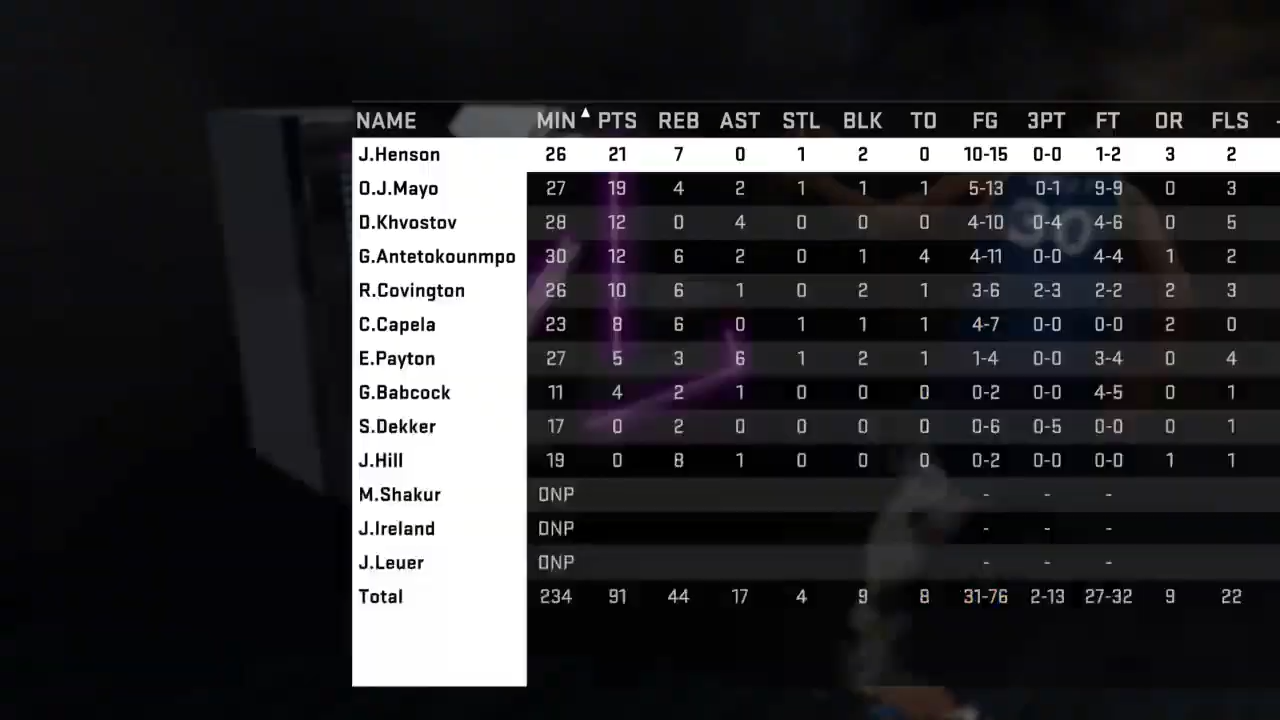 NAME MIN PTS REB AST STL BLK TO FG 3PT FT OR FLS
J.Henson 26 21 7 0 1 2 0 10-15 0-0 1-2 3 2
O.J.Mayo 27 19 4 2 1 1 1 5-13 0-1 9-9 0 3
D.Khvostov 28 12 0 4 0 0 0 4-10 0-4 4-6 0 5
G.Antetokounmpo 30 12 6 2 0 1 4 4-11 0-0 4-4 1 2
R.Covington 26 10 6 1 0 2 1 3-6 2-3 2-2 2 3
C.Capela 23 8 6 0 1 1 1 4-7 0-0 0-0 2 0
E.Payton 27 5 3 6 1 2 1 1-4 0-0 3-4 0 4
G.Babcock 11 4 2 1 0 0 0 0-2 0-0 4-5 0 1
S.Dekker 17 0 2 0 0 0 0 0-6 0-5 0-0 0 1
J.Hill 19 0 8 1 0 0 0 0-2 0-0 0-0 1 1
M.Shakur DNP - - -
J.Ireland DNP - - -
J.Leuer DNP - - -
Total 234 91 44 17 4 9 8 31-76 2-13 27-32 9 22
30